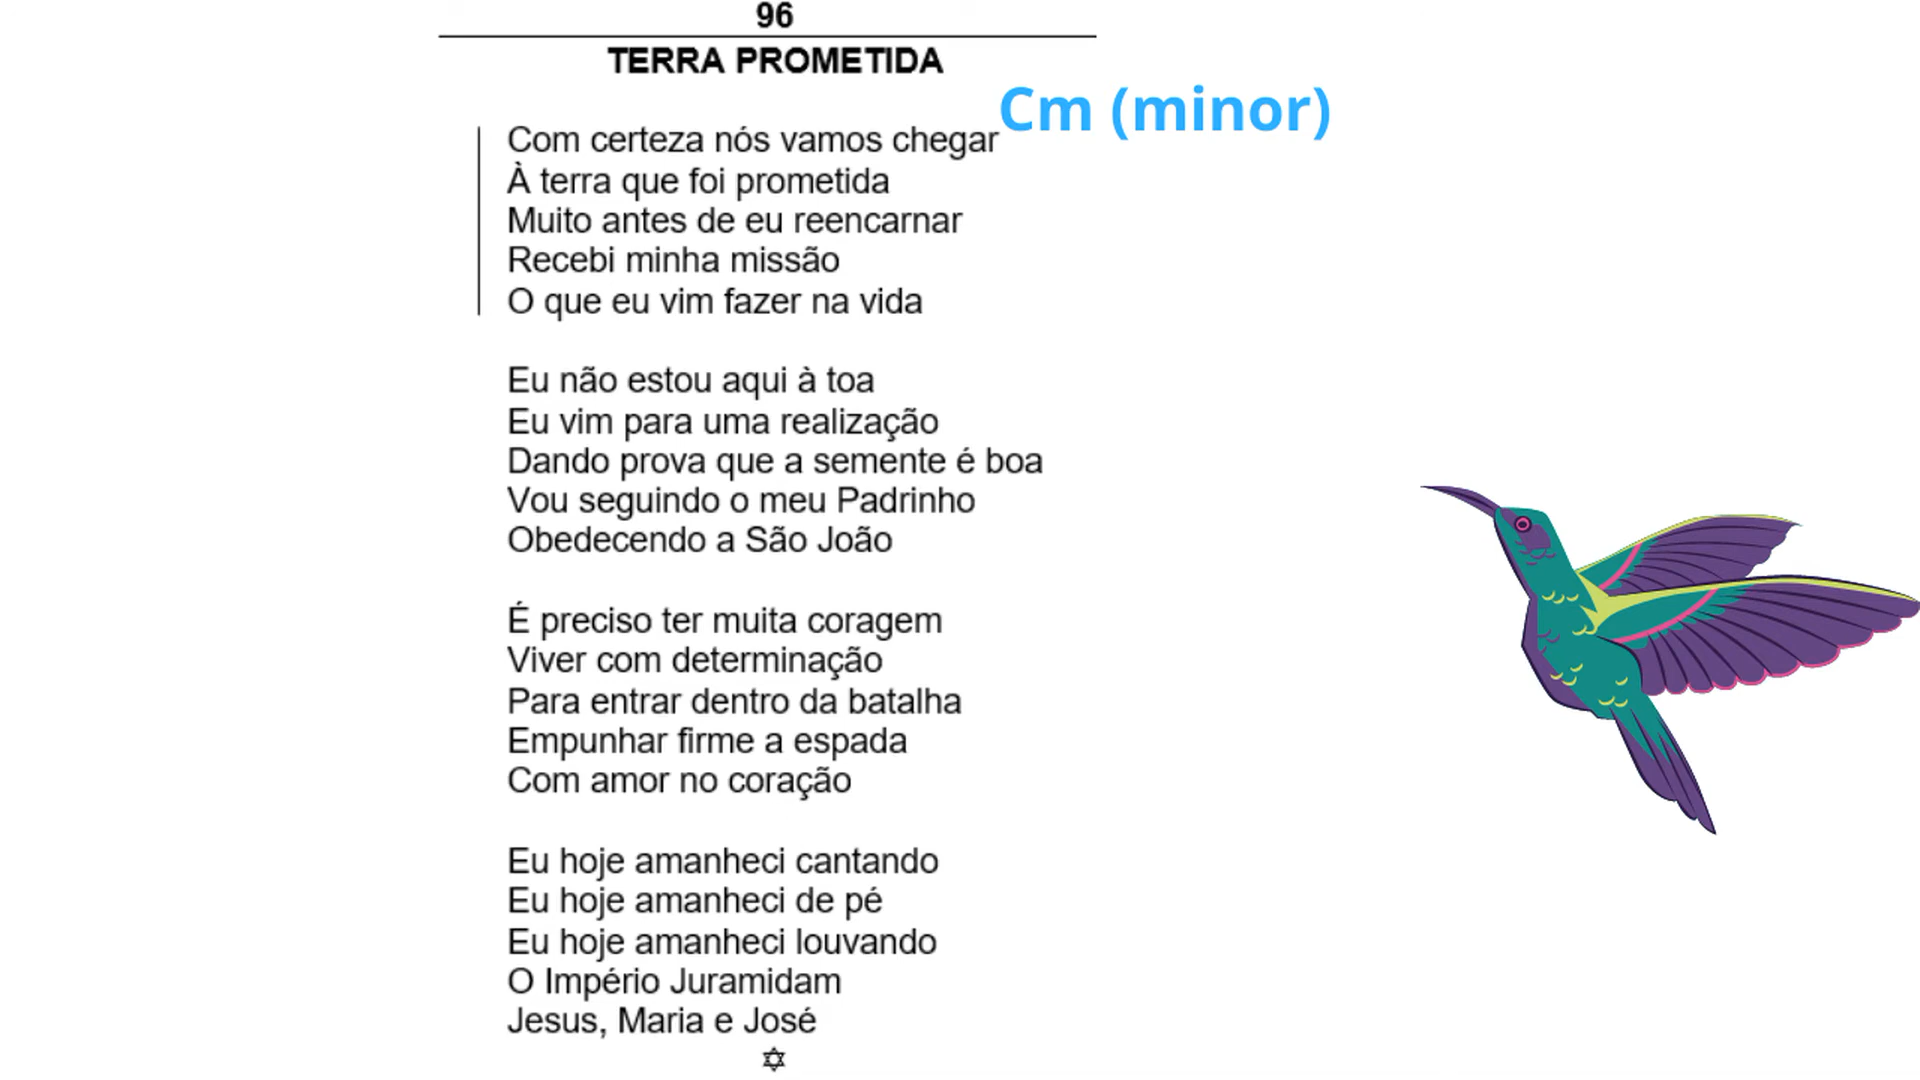 96
TERRA PROMETIDA
Cm (minor)
Com certeza nós vamos chegar
À terra que foi prometida
Muito antes de eu reencarnar
Recebi minha missão
O que eu vim fazer na vida
Eu não estou aqui à toa
Eu vim para uma realização
Dando prova que a semente é boa
Vou seguindo o meu Padrinho
Obedecendo a São João
É preciso ter muita coragem
Viver com determinação
Para entrar dentro da batalha
Empunhar firme a espada
Com amor no coração
Eu hoje amanheci cantando
Eu hoje amanheci de pé
Eu hoje amanheci louvando
O Império Juramidam
Jesus, Maria e José